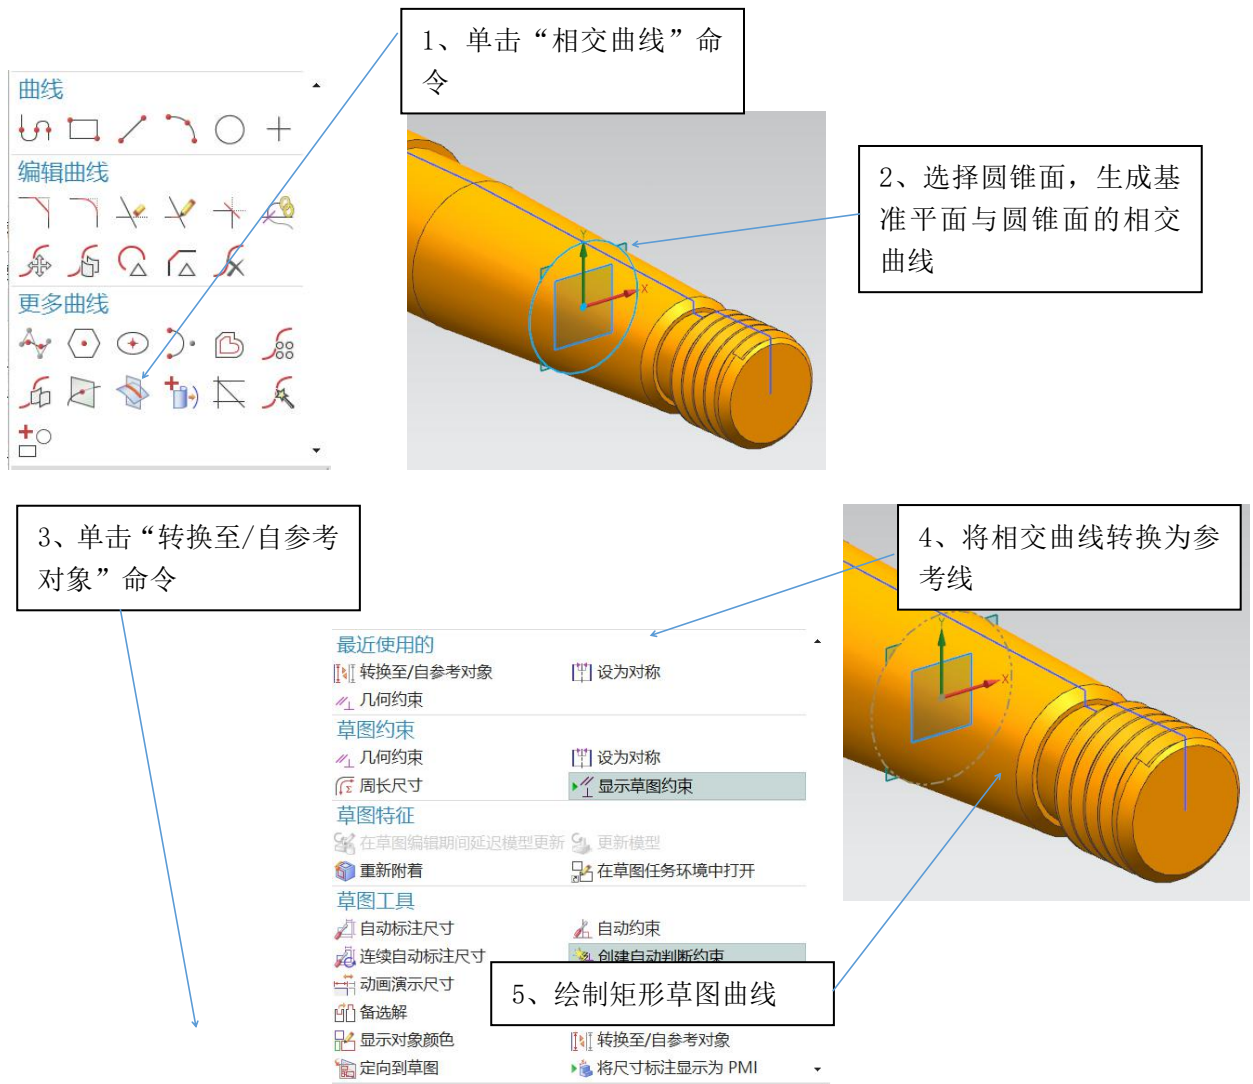 1、单击“相交曲线”命
令
曲线
编辑曲线
更多曲线
2、选择圆锥面，生成基
准平面与圆锥面的相交
曲线
Y
X
3、单击“转换至/自参考
对象”命令
4、将相交曲线转换为参
考线
Y
X
最近使用的
转换至/自参考对象 设为对称
几何约束
草图约束
几何约束 设为对称
周长尺寸 显示草图约束
草图特征
在草图编辑期间延迟模型更新 更新模型
重新附着 在草图任务环境中打开
草图工具
自动标注尺寸 自动约束
连续自动标注尺寸 创建自动判断约束
动画演示尺寸
5、绘制矩形草图曲线
备选解
显示对象颜色 转换至/自参考对象
定向到草图 将尺寸标注显示为 PMI